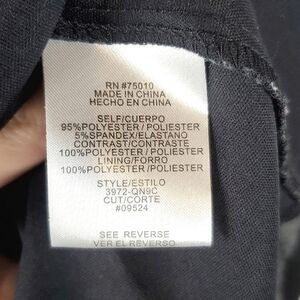 RN #75010
MADE IN CHINA
HECHO EN CHINA
SELF/CUERPO
95%POLYESTER / POLIESTER
5%SPANDEX/ELASTANO
CONTRAST/CONTRASTE
100%POLYESTER /POLIESTER
LINING/FORRO
100%POLYESTER /POLIESTER
STYLE/ESTILO
3972-QN9C
CUT/CORTE
#09524
SEE REVERSE
VER EL REVERSO